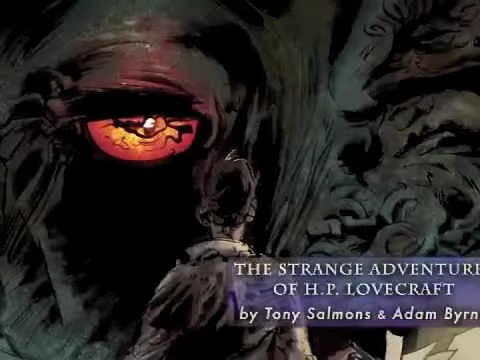 THE STRANGE ADVENTURE
OF H.P. LOVECRAFT
by Tony Salmons & Adam Byrn